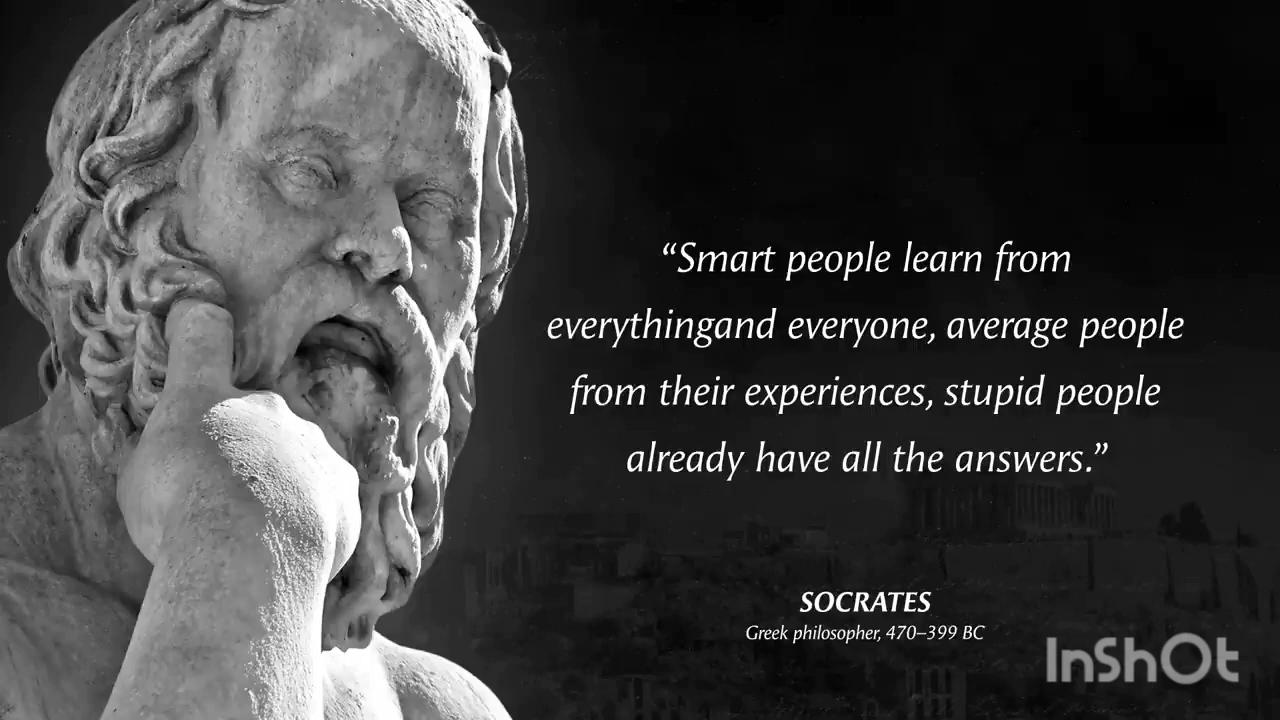 “Smart people learn from
everythingand everyone, average people
from their experiences, stupid people
already have all the answers.”
SOCRATES
Greek philosopher, 470–399 BC
InShOt